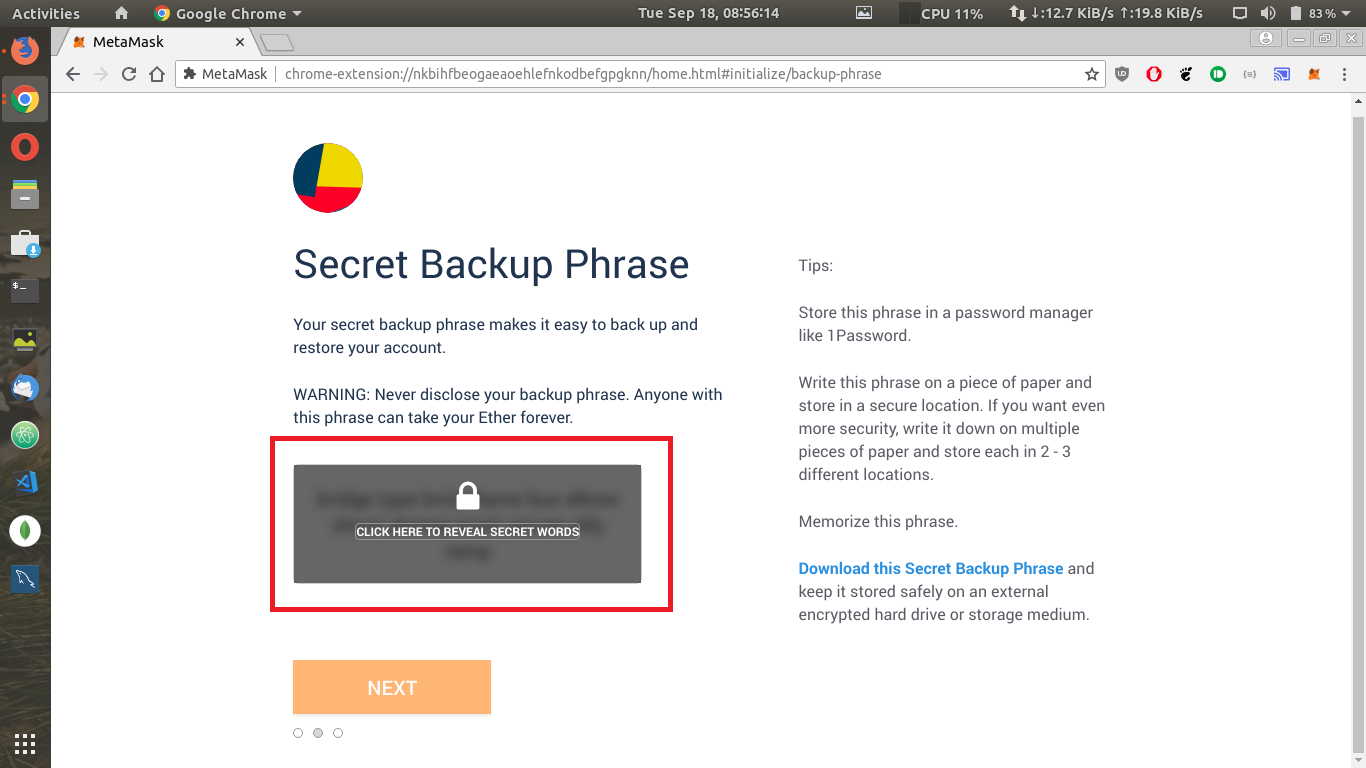 Activities
Google Chrome
Tue Sep 18, 08:56:14
CPU 11%
↓:12.7 KiB/s ↑:19.8 KiB/s
83 %
MetaMask
MetaMask
chrome-extension://nkbihfbeogaeaoehlefnkodbefgpgknn/home.html#initialize/backup-phrase
Secret Backup Phrase
Your secret backup phrase makes it easy to back up and
restore your account.
WARNING: Never disclose your backup phrase. Anyone with
this phrase can take your Ether forever.
CLICK HERE TO REVEAL SECRET WORDS
NEXT
Tips:
Store this phrase in a password manager
like 1Password.
Write this phrase on a piece of paper and
store in a secure location. If you want even
more security, write it down on multiple
pieces of paper and store each in 2 - 3
different locations.
Memorize this phrase.
Download this Secret Backup Phrase and
keep it stored safely on an external
encrypted hard drive or storage medium.